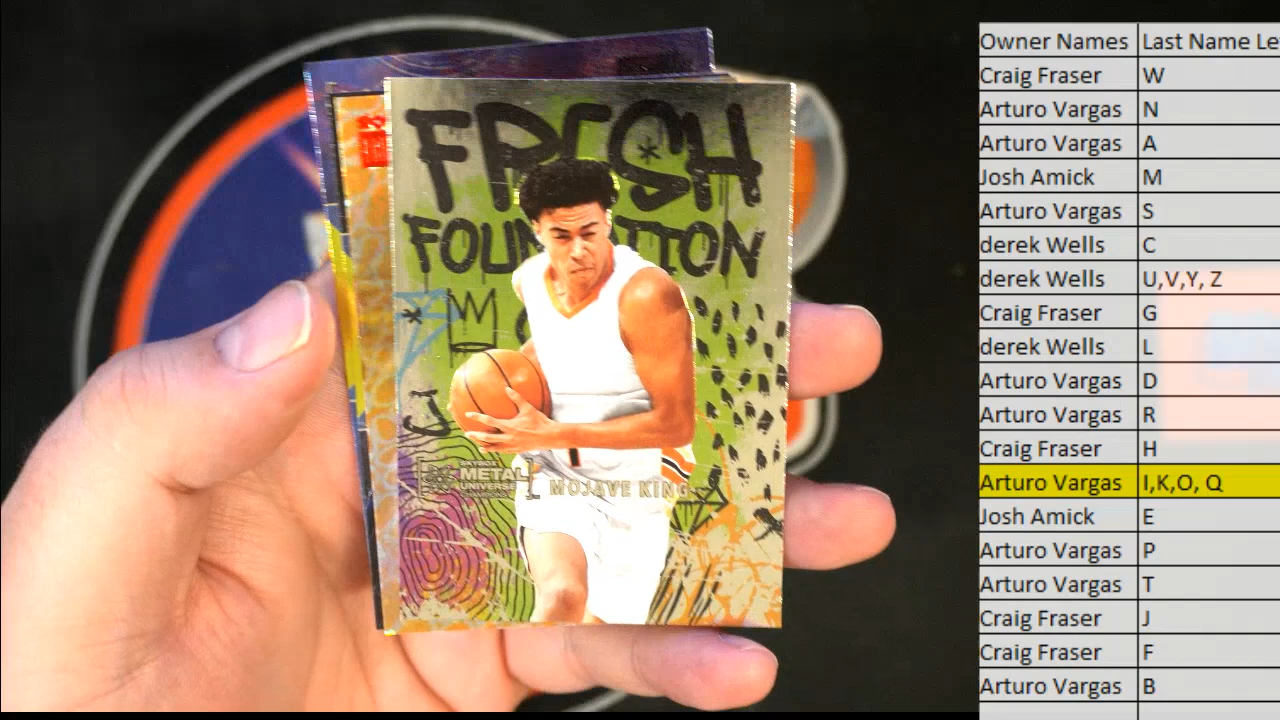 FRESH
FOUNDATION
SKYBOX
METAL
UNIVERSE
CHAMPIONS
MOJAVE KING
Owner Names Last Name Le
Craig Fraser W
Arturo Vargas N
Arturo Vargas A
Josh Amick M
Arturo Vargas S
derek Wells C
derek Wells U,V,Y, Z
Craig Fraser G
derek Wells L
Arturo Vargas D
Arturo Vargas R
Craig Fraser H
Arturo Vargas I,K,O, Q
Josh Amick E
Arturo Vargas P
Arturo Vargas T
Craig Fraser J
Craig Fraser F
Arturo Vargas B